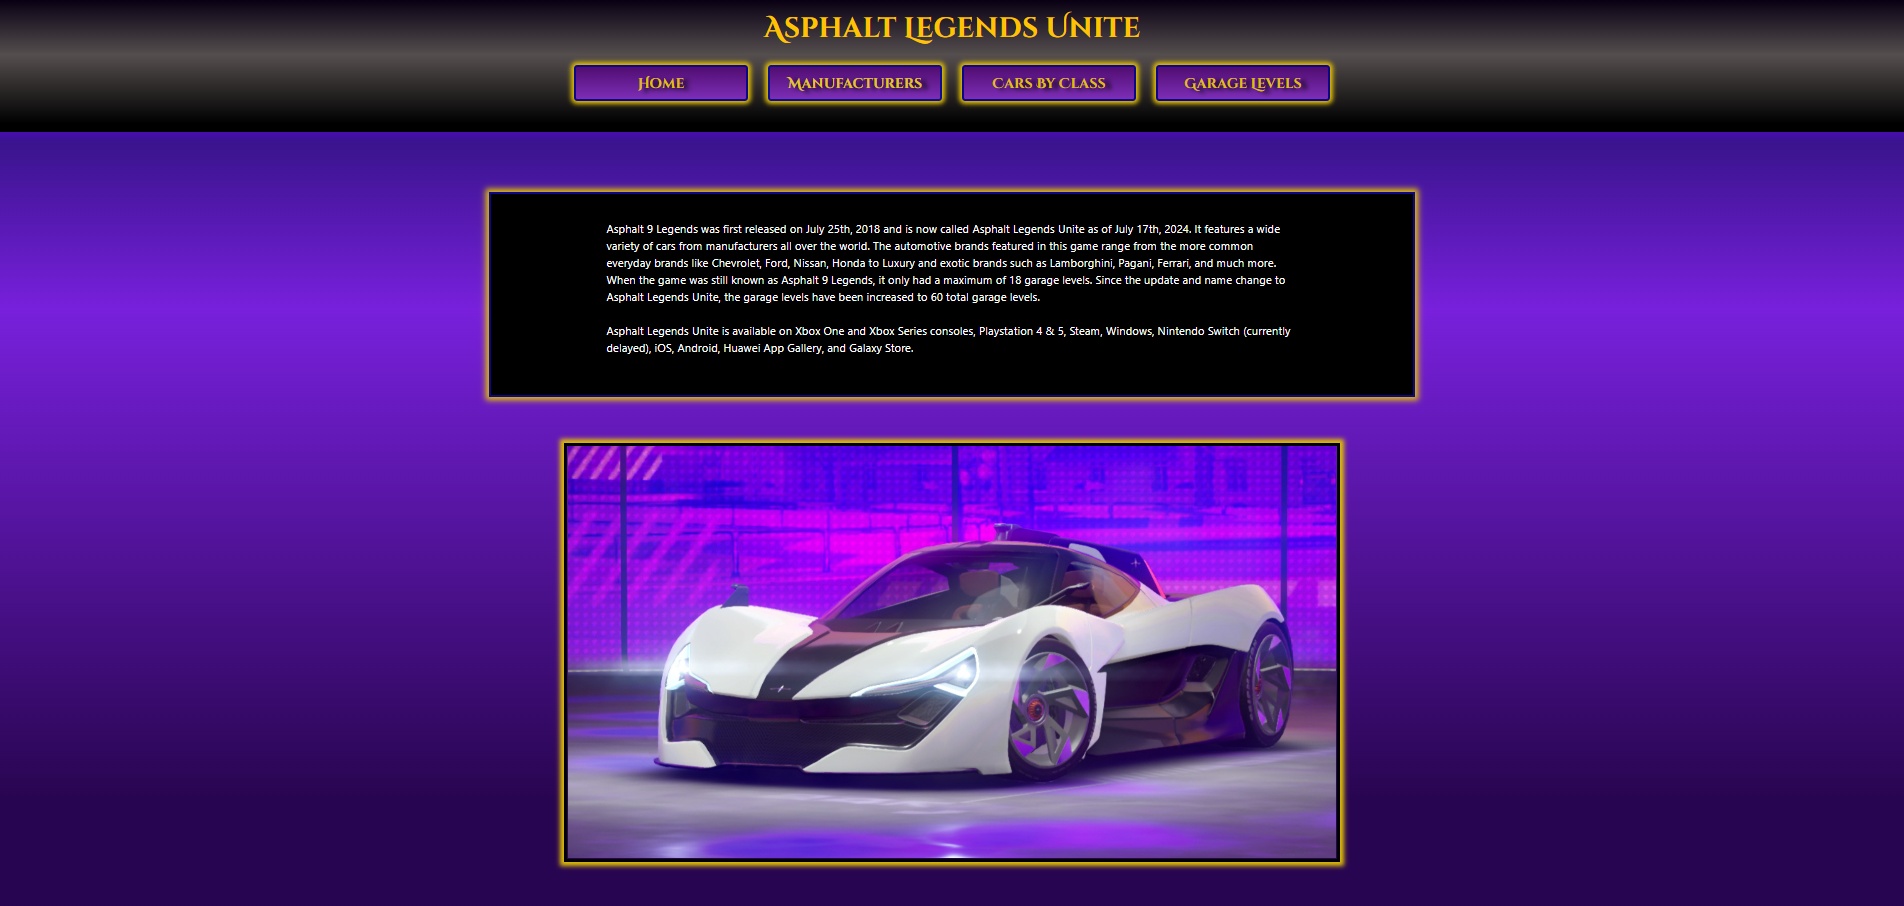 Asphalt Legends Unite
Home
Manufacturers
Cars By Class
Garage Levels
Asphalt 9 Legends was first released on July 25th, 2018 and is now called Asphalt Legends Unite as of July 17th, 2024. It features a wide
variety of cars from manufacturers all over the world. The automotive brands featured in this game range from the more common
everyday brands like Chevrolet, Ford, Nissan, Honda to Luxury and exotic brands such as Lamborghini, Pagani, Ferrari, and much more.
When the game was still known as Asphalt 9 Legends, it only had a maximum of 18 garage levels. Since the update and name change to
Asphalt Legends Unite, the garage levels have been increased to 60 total garage levels.
Asphalt Legends Unite is available on Xbox One and Xbox Series consoles, Playstation 4 & 5, Steam, Windows, Nintendo Switch (currently
delayed), iOS, Android, Huawei App Gallery, and Galaxy Store.